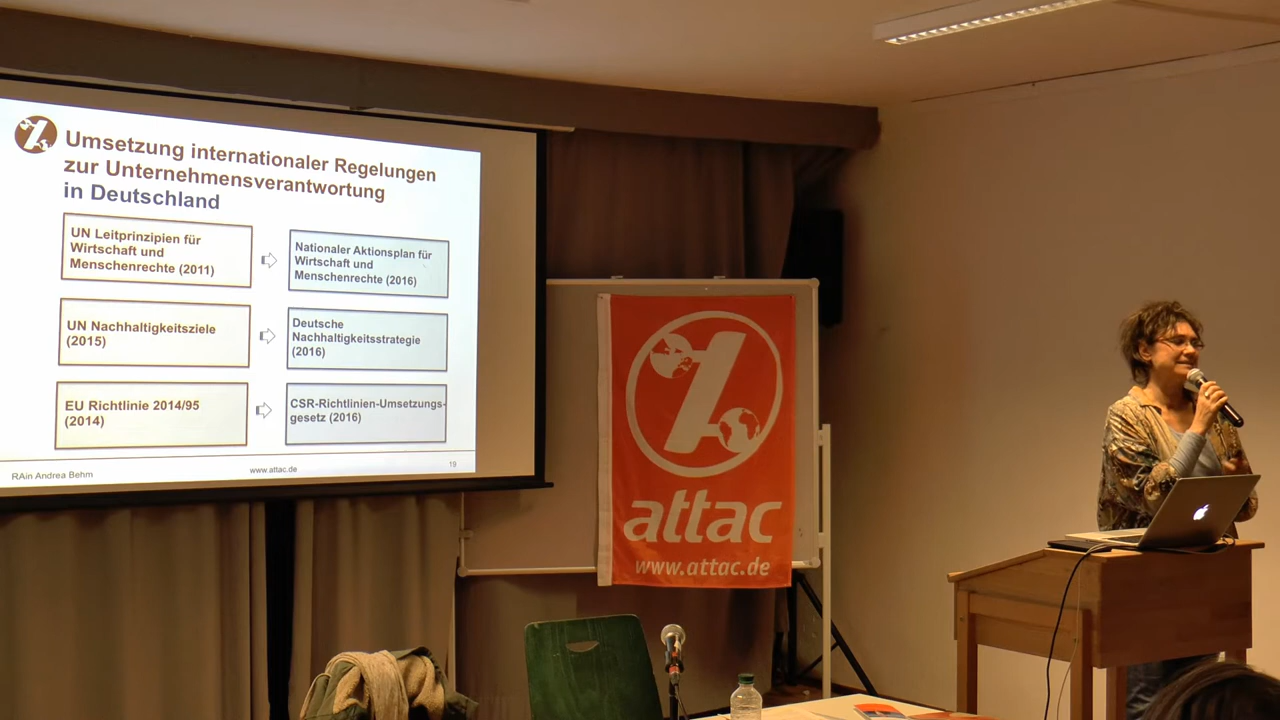 Umsetzung internationaler Regelungen
zur Unternehmensverantwortung
in Deutschland
UN Leitprinzipien für
Wirtschaft und
Menschenrechte (2011)
Nationaler Aktionsplan für
Wirtschaft und
Menschenrechte (2016)
UN Nachhaltigkeitsziele
(2015)
Deutsche
Nachhaltigkeitsstrategie
(2016)
EU Richtlinie 2014/95
(2014)
CSR-Richtlinien-Umsetzungs-
gesetz (2016)
RAin Andrea Behm
www.attac.de
19
attac
www.attac.de